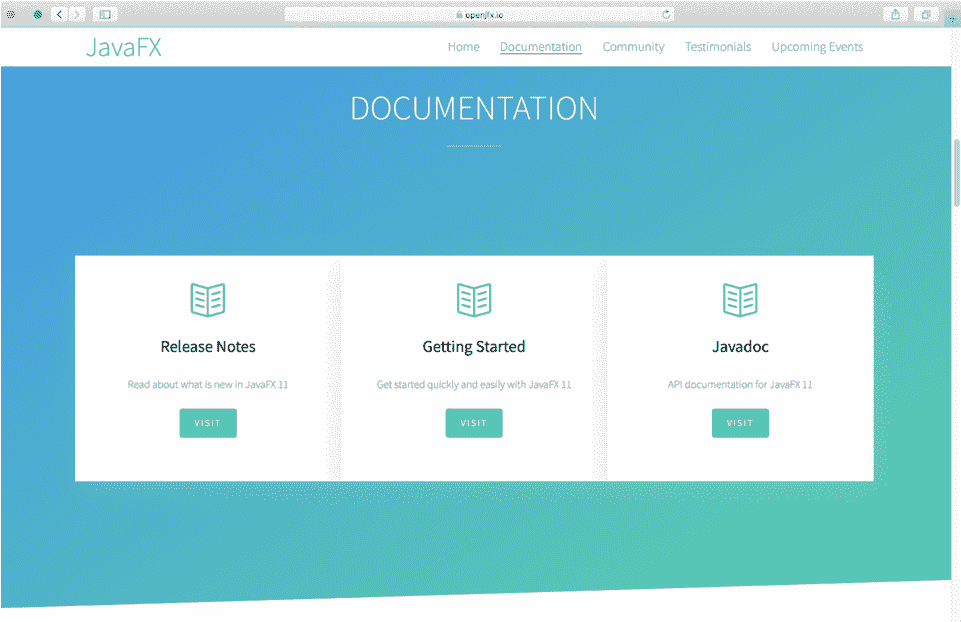 openjfx.io
JavaFX
Home Documentation Community Testimonials Upcoming Events
DOCUMENTATION
Release Notes
Read about what is new in JavaFX 11
VISIT
Getting Started
Get started quickly and easily with JavaFX 11
VISIT
Javadoc
API documentation for JavaFX 11
VISIT